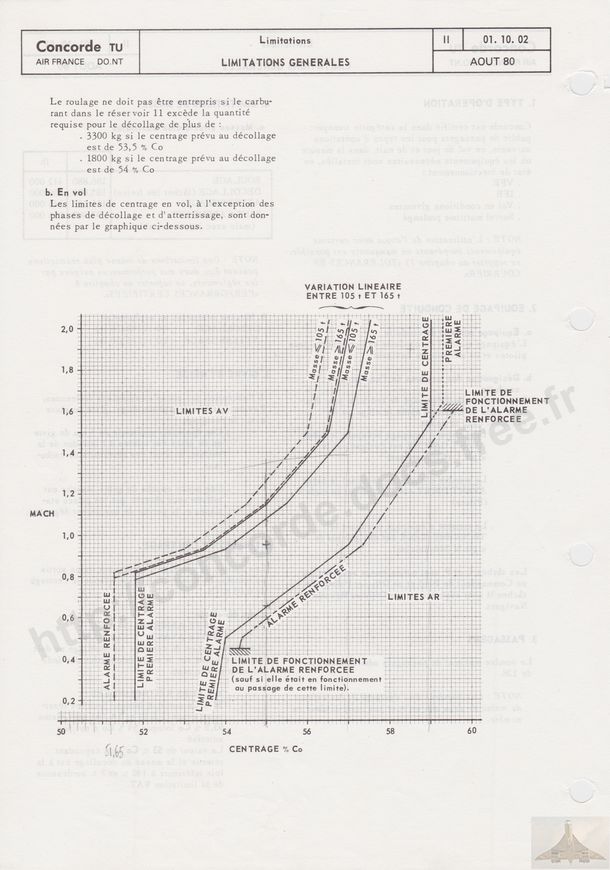 Concorde TU
AIR FRANCE DO.NT
Limitations
LIMITATIONS GENERALES
II
01. 10. 02
AOUT 80
Le roulage ne doit pas être entrepris si le carbu-
rant dans le réservoir 11 excède la quantité
requise pour le décollage de plus de :
. 3300 kg si le centrage prévu au décollage
est de 53,5 % Co
. 1800 kg si le centrage prévu au décollage
est de 54 % Co
b. En vol
Les limites de centrage en vol, à l'exception des
phases de décollage et d'atterrissage, sont don-
nées par le graphique ci-dessous.
VARIATION LINEAIRE
ENTRE 105 t ET 165 t
2,0
1,8
1,6
1,4
1,2
1,0
0,8
0,6
0,4
0,2
MACH
Masse ≤ 105 t
Masse ≥ 165 t
Masse ≤ 105 t
Masse ≥ 165 t
LIMITE DE CENTRAGE
PREMIERE
ALARME
LIMITES AV
LIMITE DE
FONCTIONNEMENT
DE L'ALARME
RENFORCEE
ALARME RENFORCEE
LIMITE DE CENTRAGE
PREMIERE ALARME
LIMITE DE CENTRAGE
PREMIERE ALARME
ALARME RENFORCEE
LIMITES AR
LIMITE DE FONCTIONNEMENT
DE L'ALARME RENFORCEE
(sauf si elle était en fonctionnement
au passage de cette limite).
50 52 54 56 58 60
51,65
CENTRAGE % Co
http://concorde.docs.free.fr